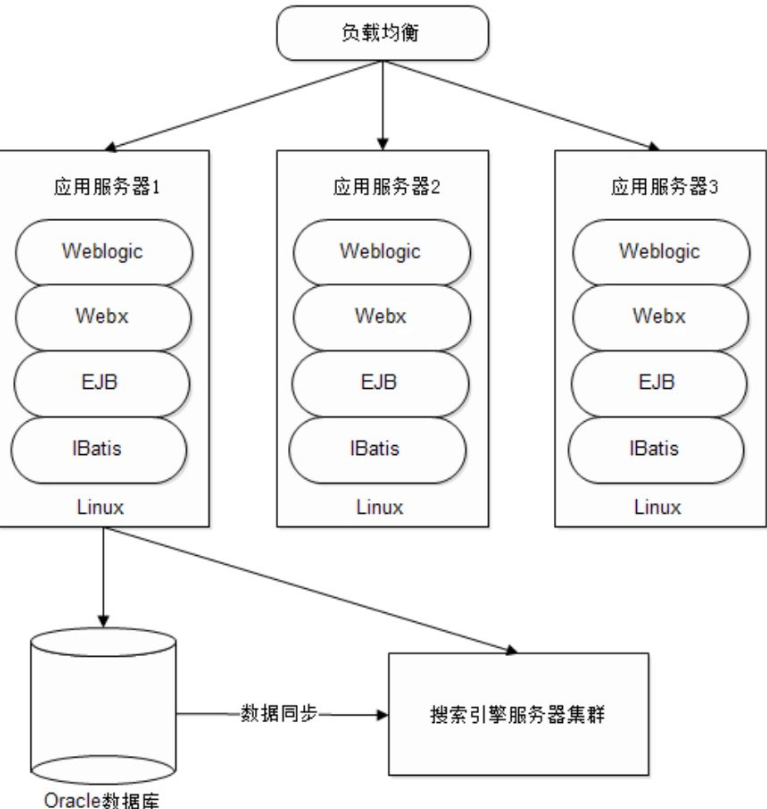 负载均衡
应用服务器1
Weblogic
Webx
EJB
IBatis
Linux
应用服务器2
Weblogic
Webx
EJB
IBatis
Linux
应用服务器3
Weblogic
Webx
EJB
IBatis
Linux
数据同步
搜索引擎服务器集群
Oracle数据库